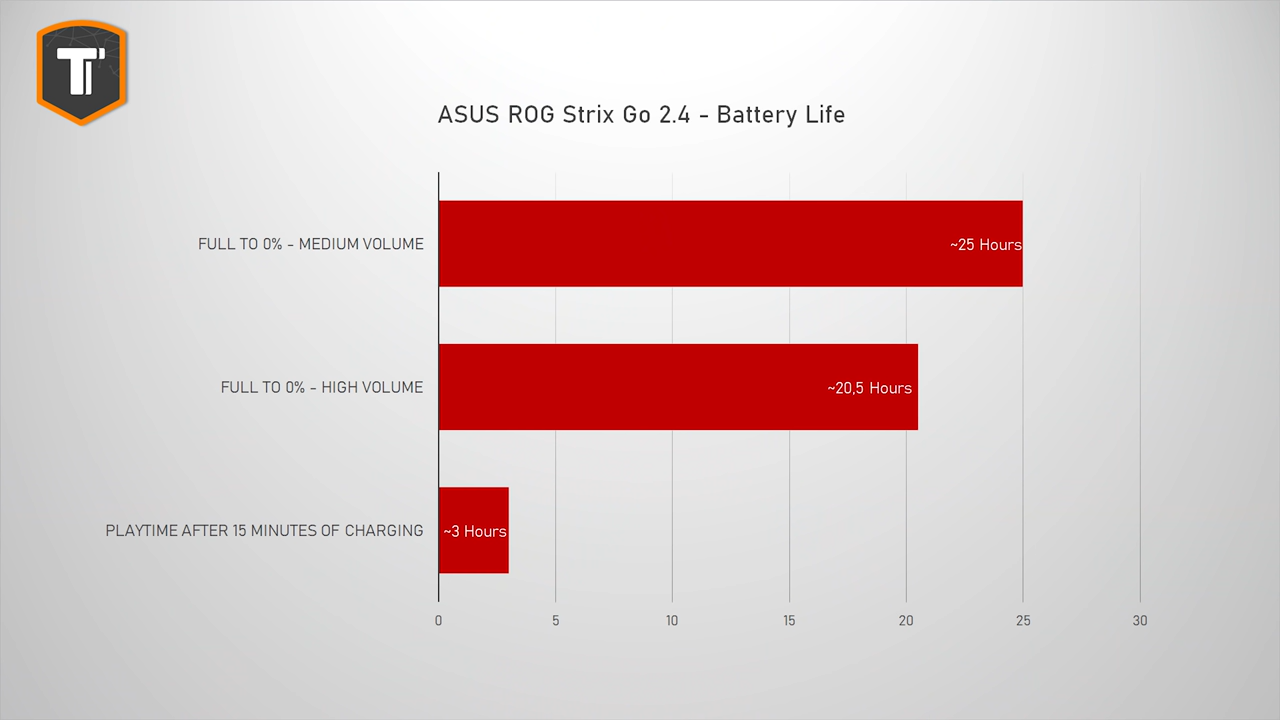 ASUS ROG Strix Go 2.4 - Battery Life
FULL TO 0% - MEDIUM VOLUME
~25 Hours
FULL TO 0% - HIGH VOLUME
~20,5 Hours
PLAYTIME AFTER 15 MINUTES OF CHARGING
~3 Hours
0 5 10 15 20 25 30